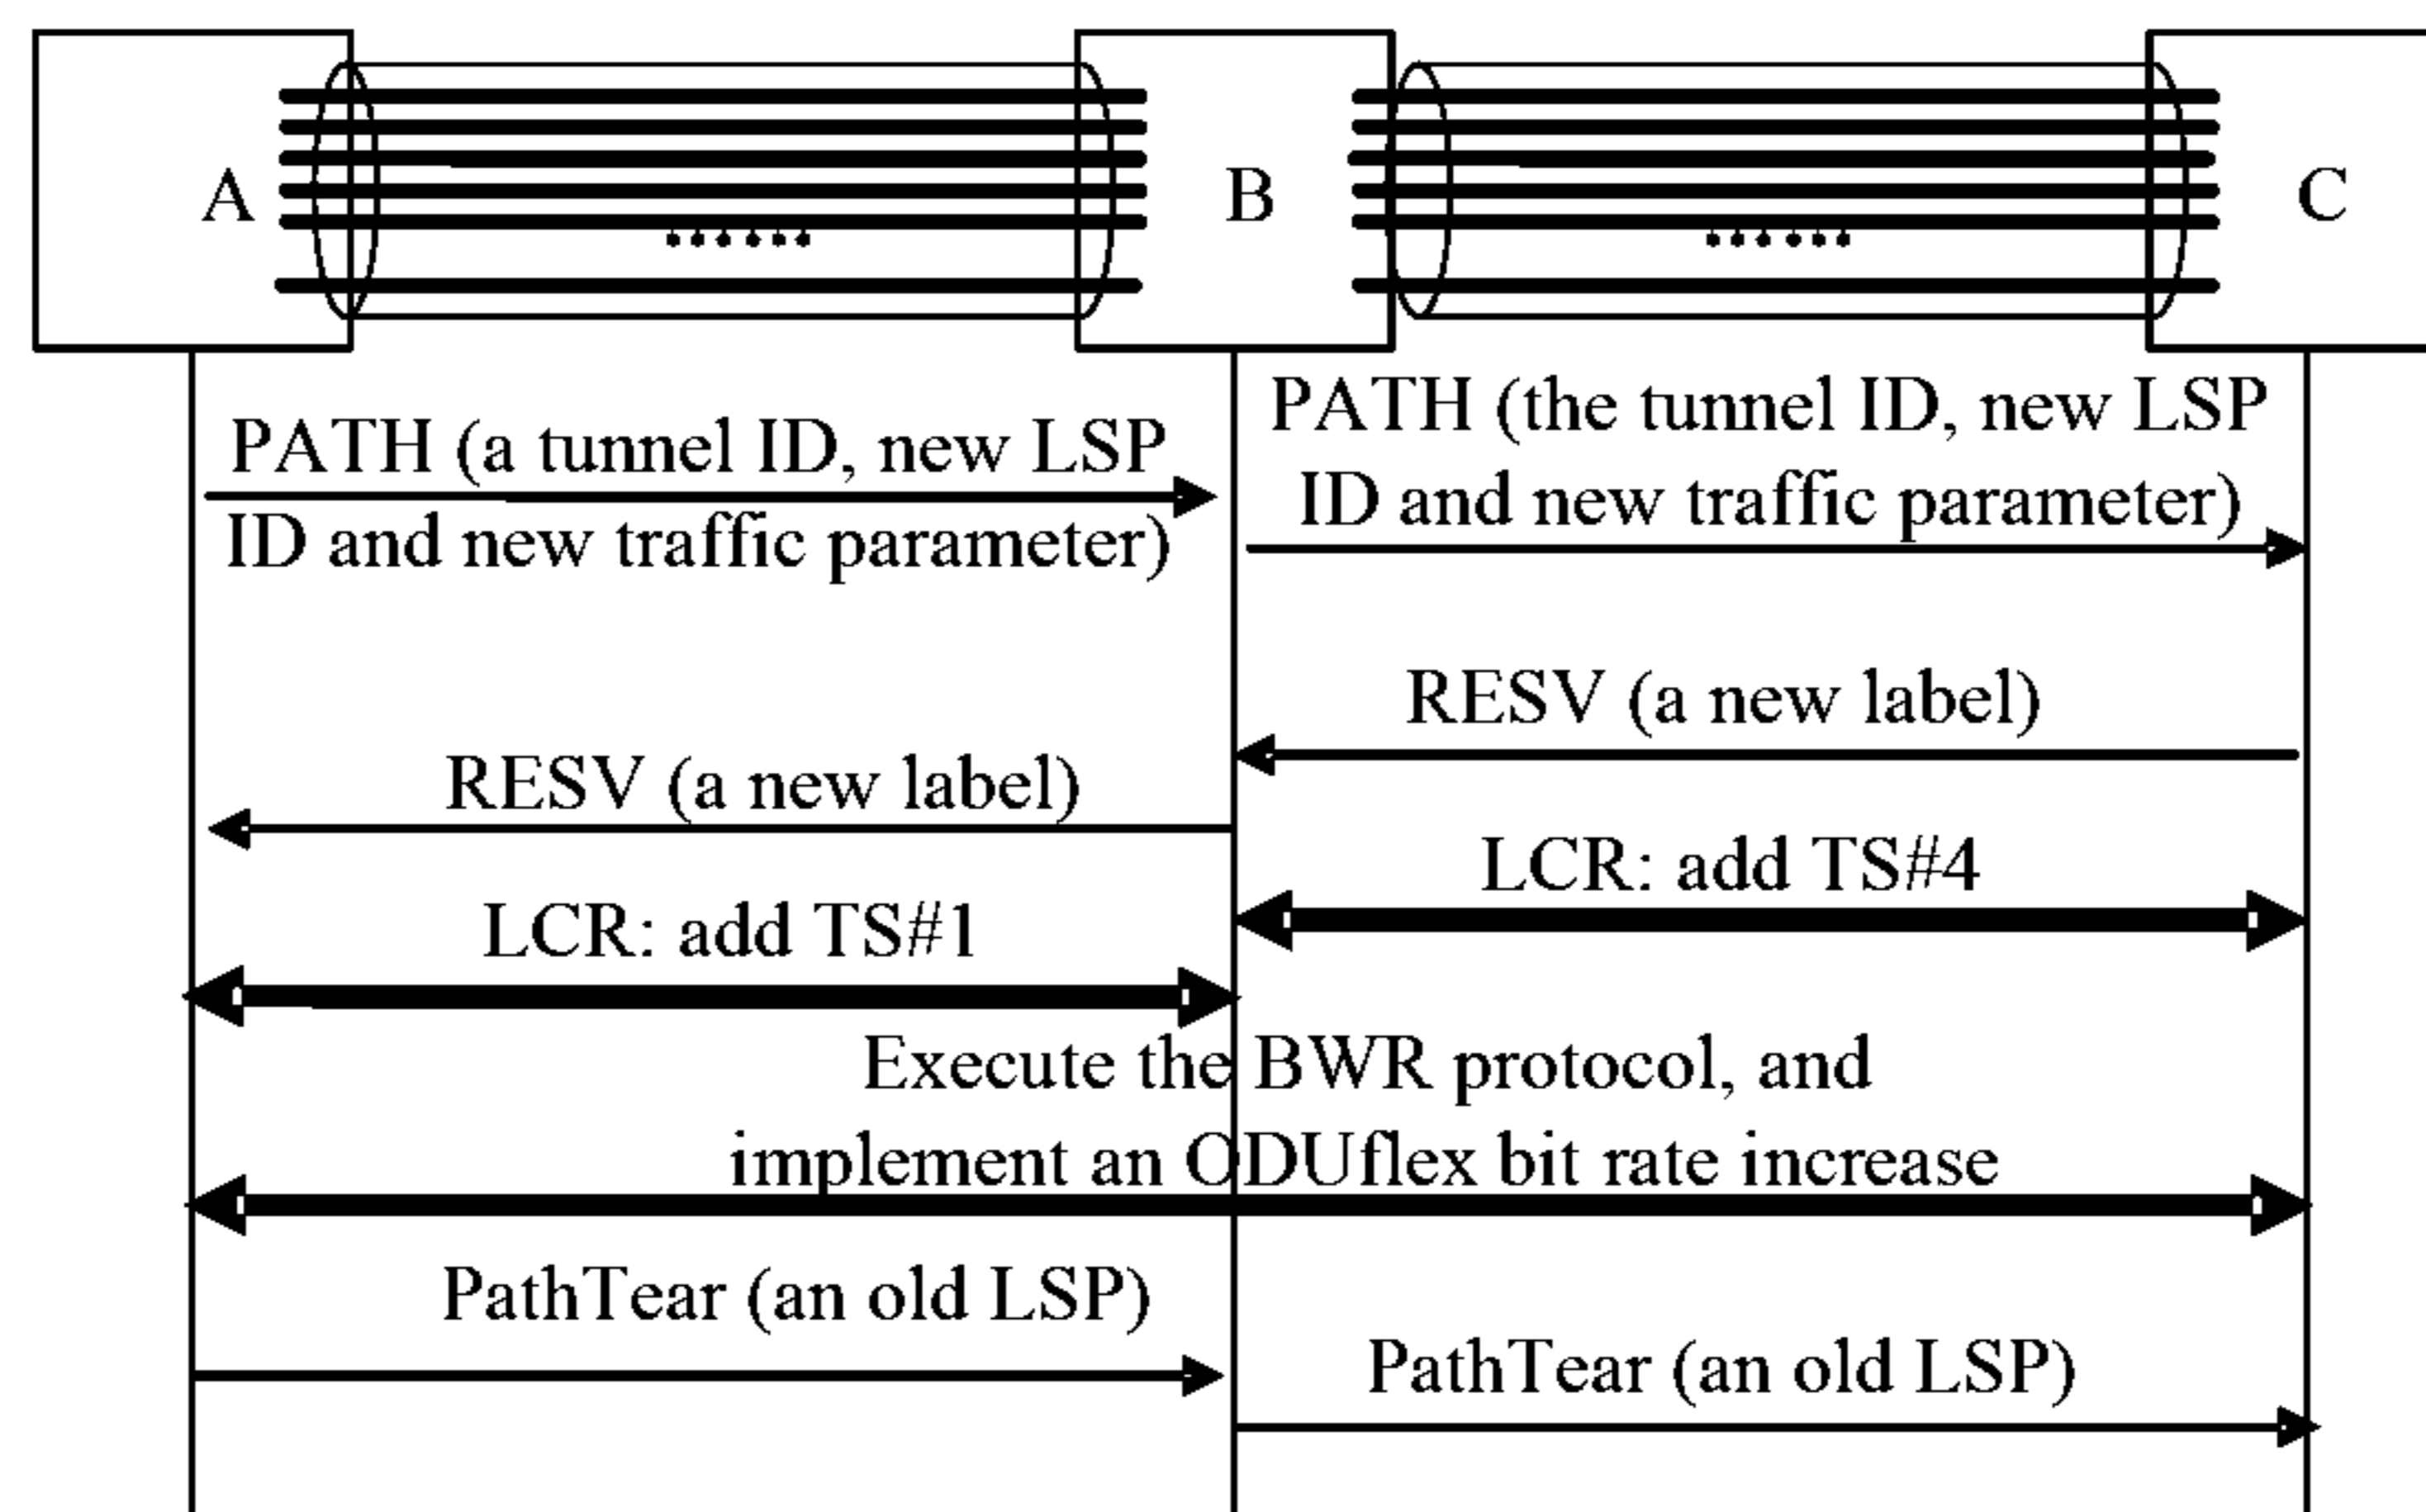 A
B
C
PATH (a tunnel ID, new LSP
ID and new traffic parameter)
PATH (the tunnel ID, new LSP
ID and new traffic parameter)
RESV (a new label)
RESV (a new label)
LCR: add TS#4
LCR: add TS#1
Execute the BWR protocol, and
implement an ODUflex bit rate increase
PathTear (an old LSP)
PathTear (an old LSP)